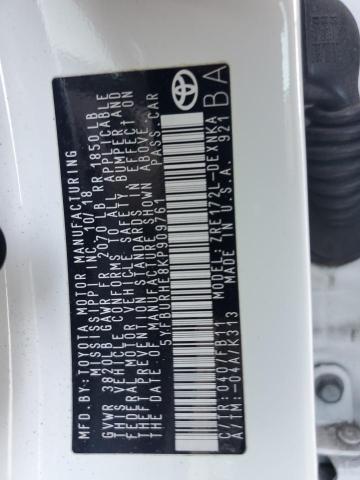 MFD.BY:TOYOTA MOTOR MANUFACTURING
MISSISSIPPI INC. 10/18
GVWR 3820LB GAWR FR 2070 LB RR 1850LB
THIS VEHICLE CONFORMS TO ALL APPLICABLE
FEDERAL MOTOR VEHICLE SAFETY, BUMPER, AND
THEFT PREVENTION STANDARDS IN EFFECT ON
THE DATE OF MANUFACTURE SHOWN ABOVE.
5YFBURHE8KP909761 PASS.CAR
C/TR:040/FB11 ZRE172L-DEXNKA
A/TM:-04A/K313 MADE IN U.S.A. 921
BA